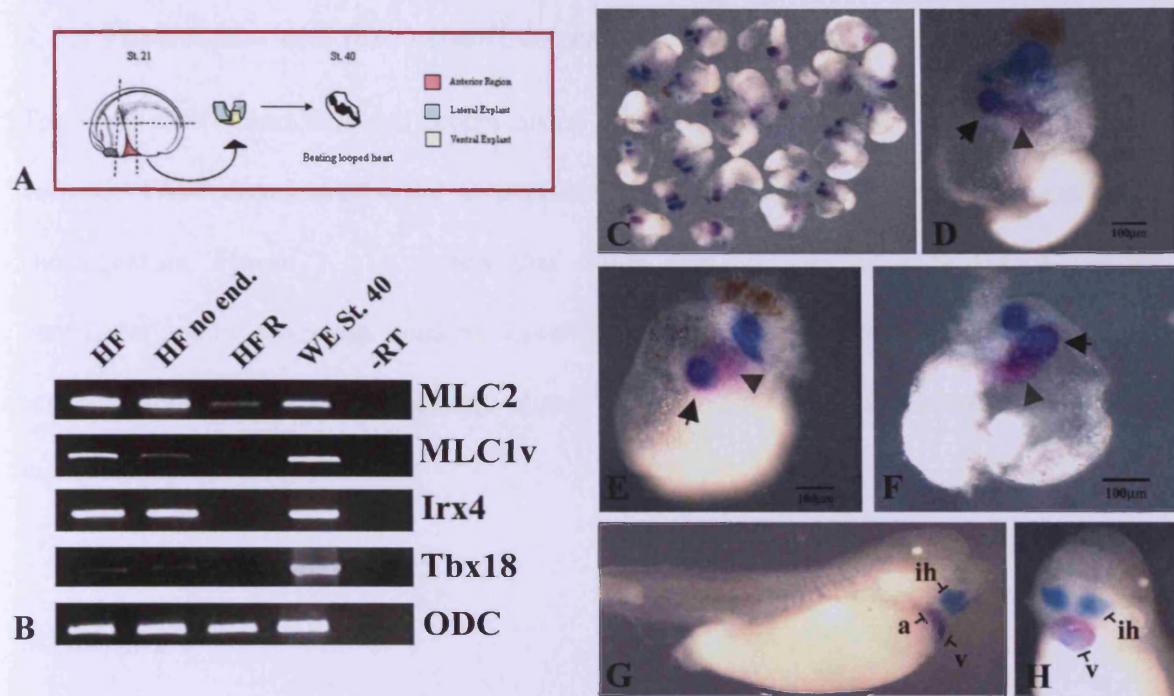 A
St. 21
St. 40
Beating looped heart
Anterior Region
Lateral Explant
Ventral Explant
B
HF
HF no end.
HF R
WE St. 40
-RT
MLC2
MLC1v
Irx4
Tbx18
ODC
C
D
100µm
E
100µm
F
100µm
G
ih
a
v
H
ih
v